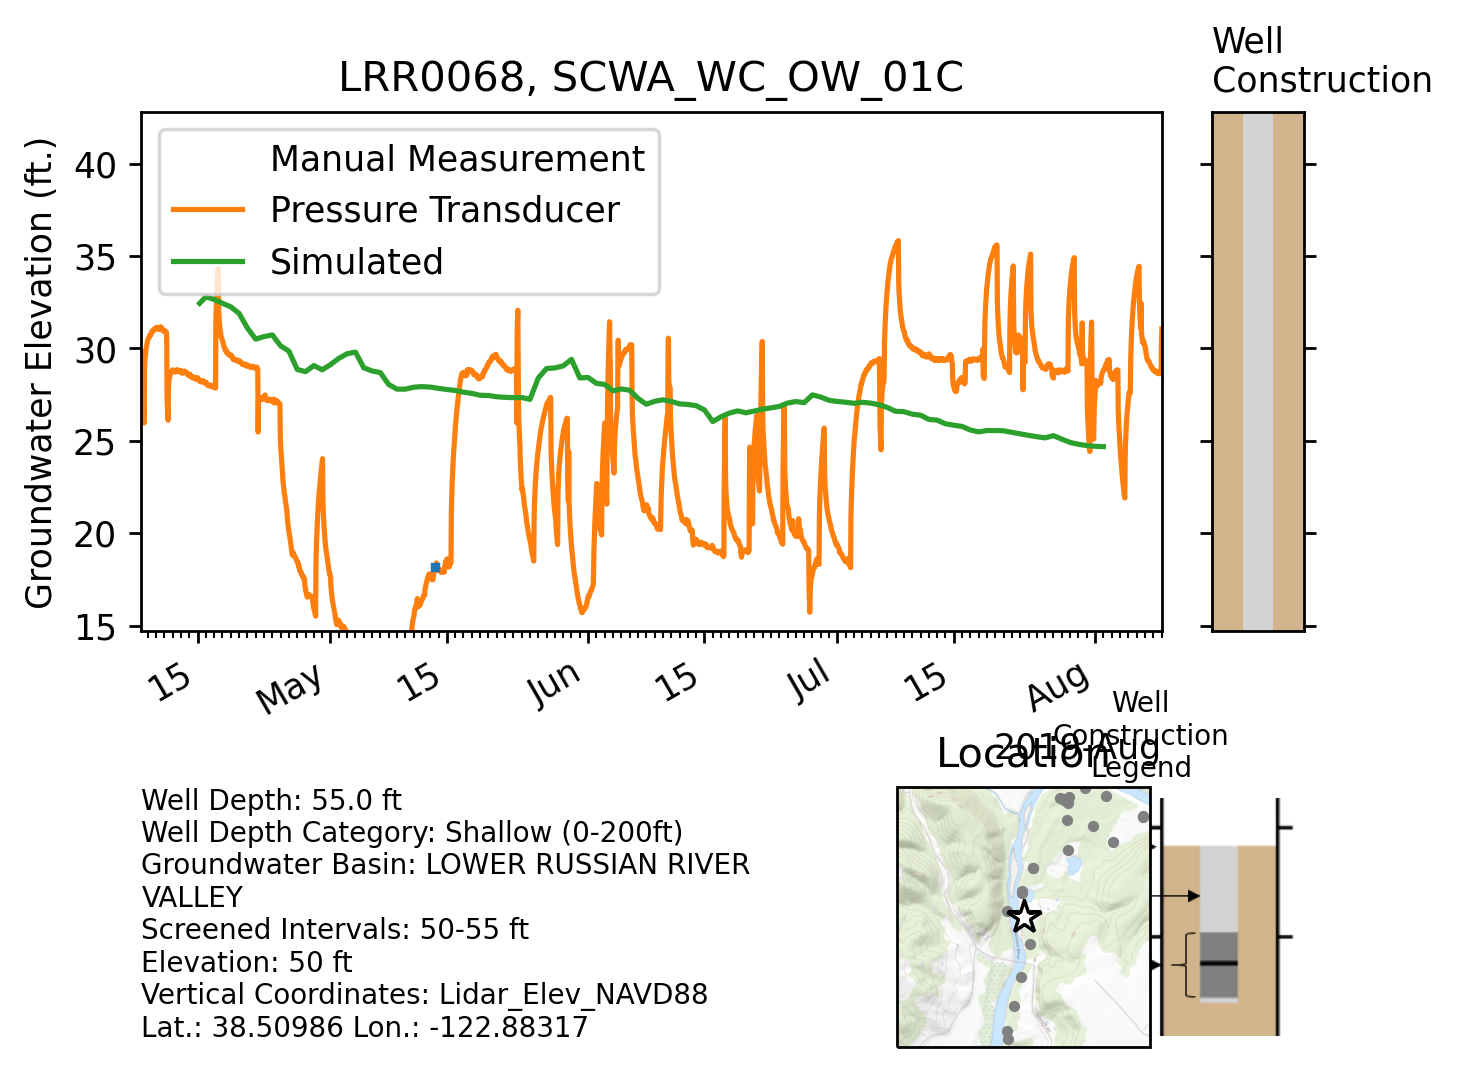 Well
Construction
LRR0068, SCWA_WC_OW_01C
Groundwater Elevation (ft.)
Manual Measurement
Pressure Transducer
Simulated
40
35
30
25
20
15
15
May
15
Jun
15
Jul
15
Aug
2019-Aug
Location
Well
Construction
Legend
Well Depth: 55.0 ft
Well Depth Category: Shallow (0-200ft)
Groundwater Basin: LOWER RUSSIAN RIVER
VALLEY
Screened Intervals: 50-55 ft
Elevation: 50 ft
Vertical Coordinates: Lidar_Elev_NAVD88
Lat.: 38.50986 Lon.: -122.88317